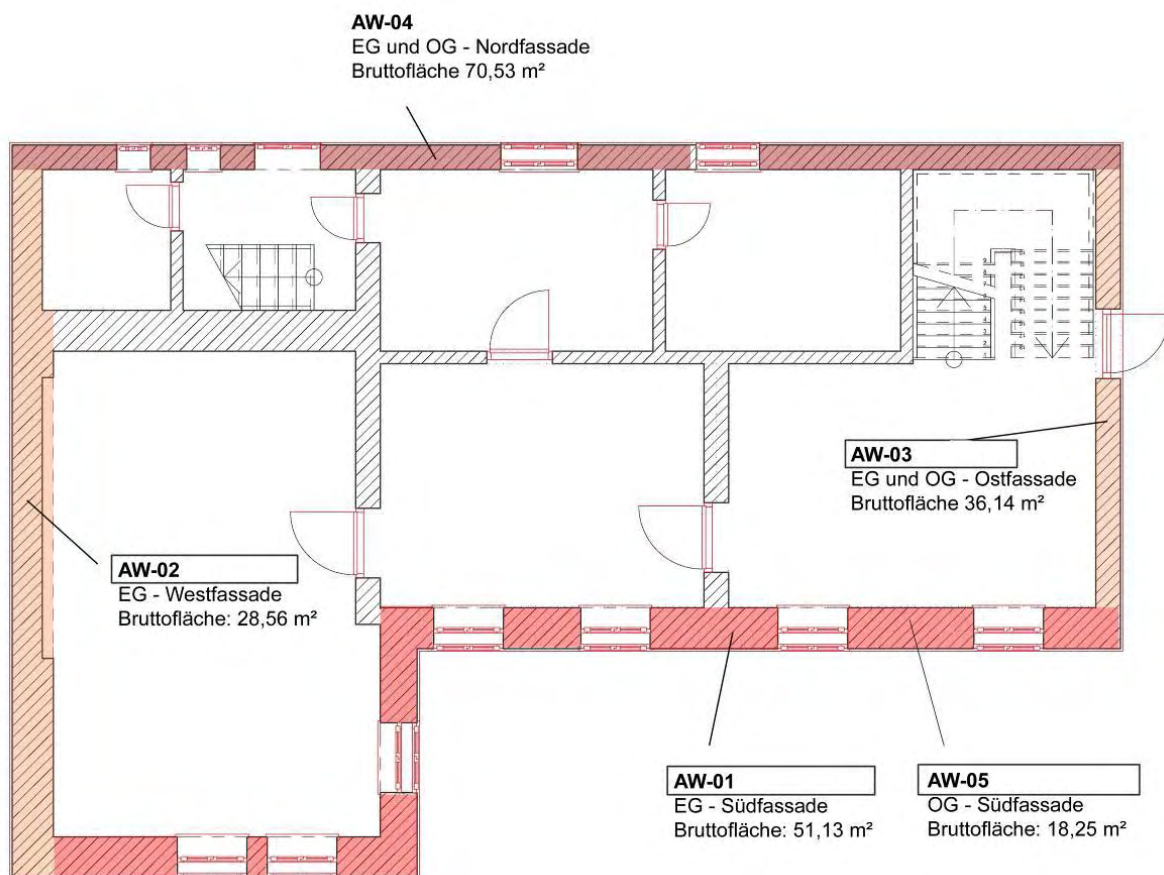 AW-04
EG und OG - Nordfassade
Bruttofläche 70,53 m²
AW-03
EG und OG - Ostfassade
Bruttofläche 36,14 m²
AW-02
EG - Westfassade
Bruttofläche: 28,56 m²
AW-01
EG - Südfassade
Bruttofläche: 51,13 m²
AW-05
OG - Südfassade
Bruttofläche: 18,25 m²